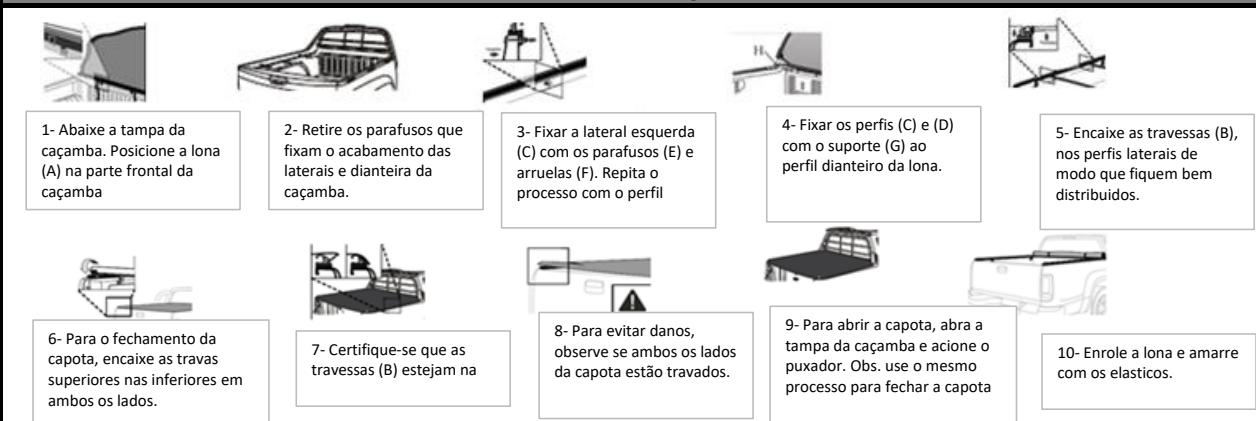 1- Abaixe a tampa da
caçamba. Posicione a lona
(A) na parte frontal da
caçamba
2- Retire os parafusos que
fixam o acabamento das
laterais e dianteira da
caçamba.
3- Fixar a lateral esquerda
(C) com os parafusos (E) e
arruelas (F). Repita o
processo com o perfil
H
4- Fixar os perfis (C) e (D)
com o suporte (G) ao
perfil dianteiro da lona.
5- Encaixe as travessas (B),
nos perfis laterais de
modo que fiquem bem
distribuidos.
6- Para o fechamento da
capota, encaixe as travas
superiores nas inferiores em
ambos os lados.
7- Certifique-se que as
travessas (B) estejam na
8- Para evitar danos,
observe se ambos os lados
da capota estão travados.
9- Para abrir a capota, abra a
tampa da caçamba e acione o
puxador. Obs. use o mesmo
processo para fechar a capota
10- Enrole a lona e amarre
com os elasticos.